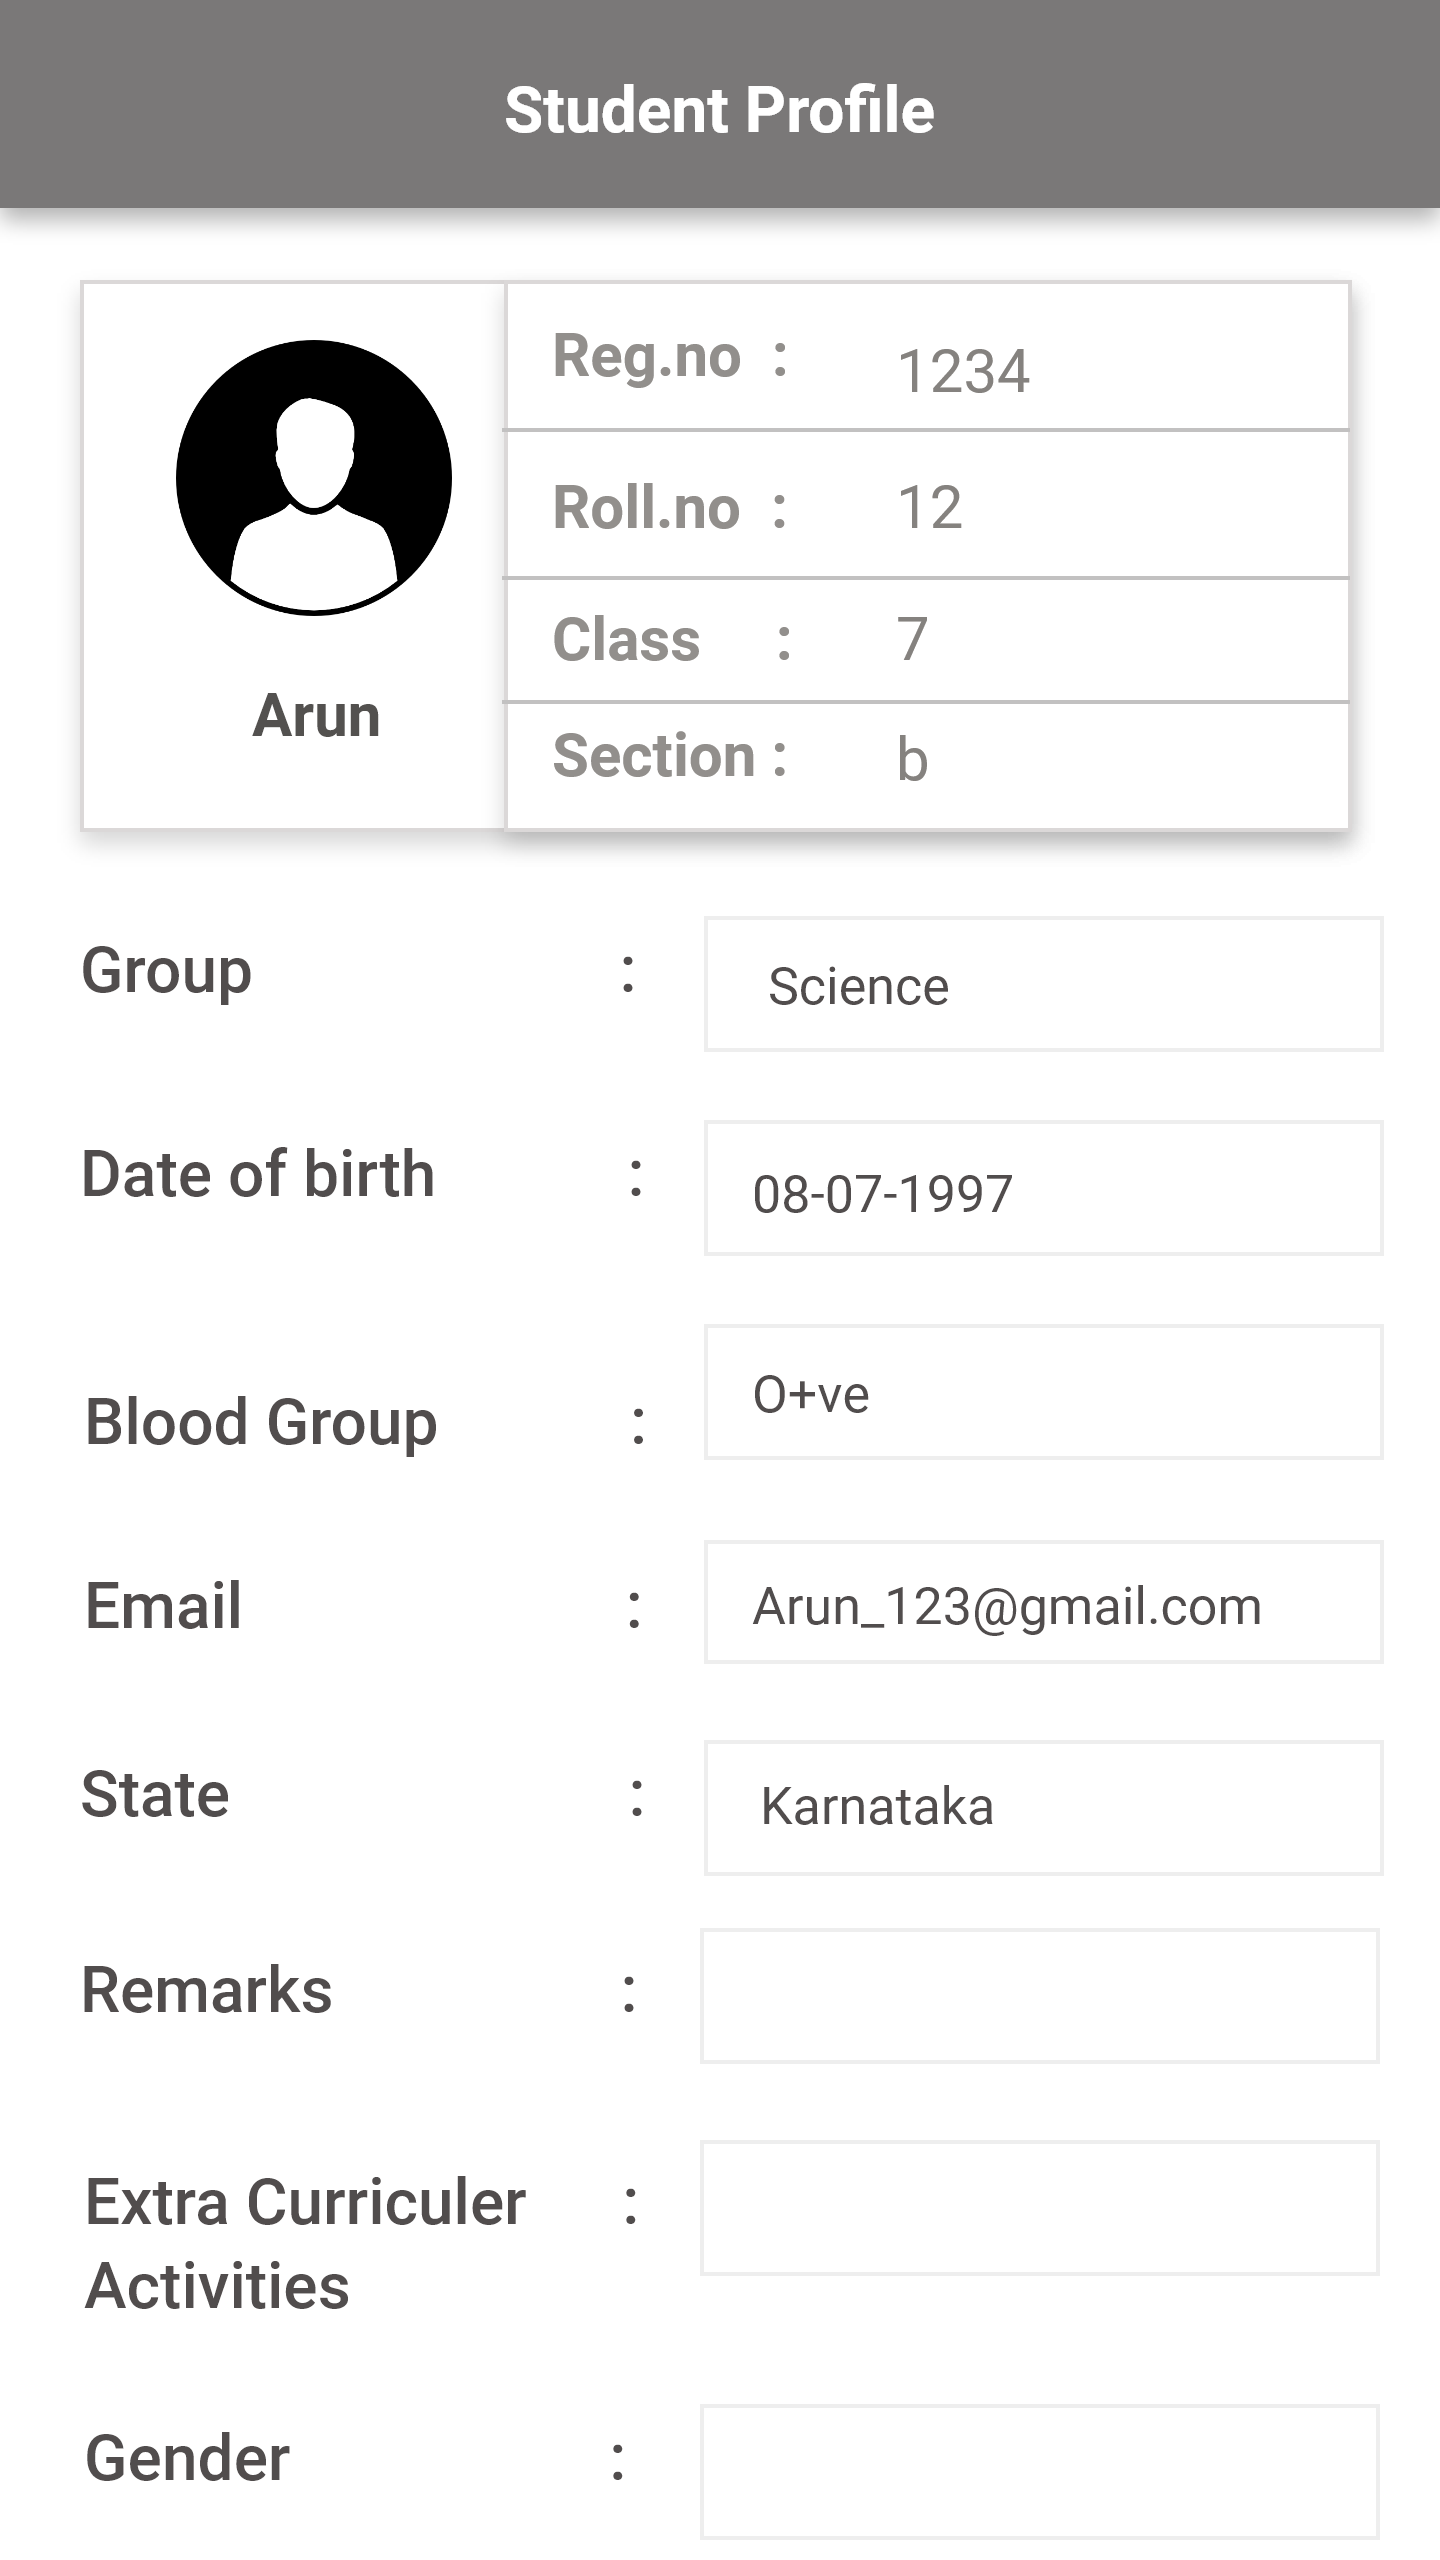 Student Profile
Reg.no : 1234
Roll.no : 12
Class : 7
Section : b
Arun
Group : Science
Date of birth : 08-07-1997
Blood Group : O+ve
Email : Arun_123@gmail.com
State : Karnataka
Remarks :
Extra Curriculer :
Activities
Gender :